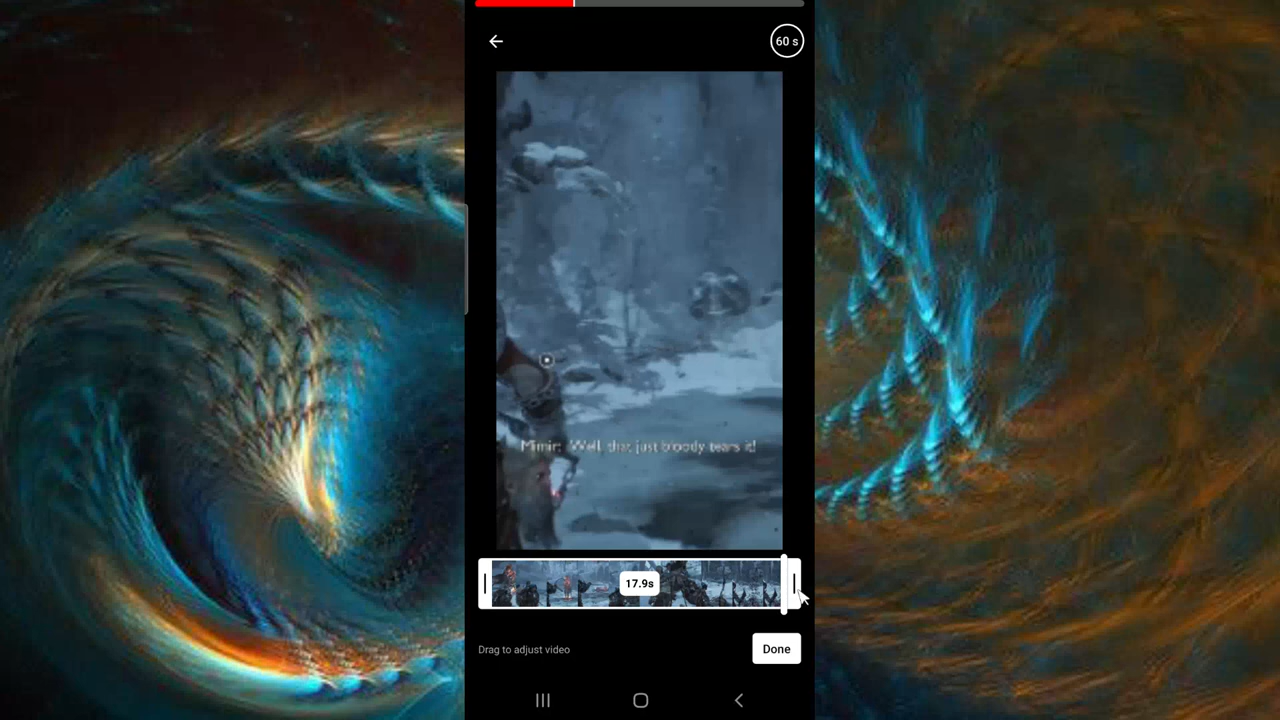 60 s
Mimir: Well, that just bloody tears it!
17.9s
Drag to adjust video
Done